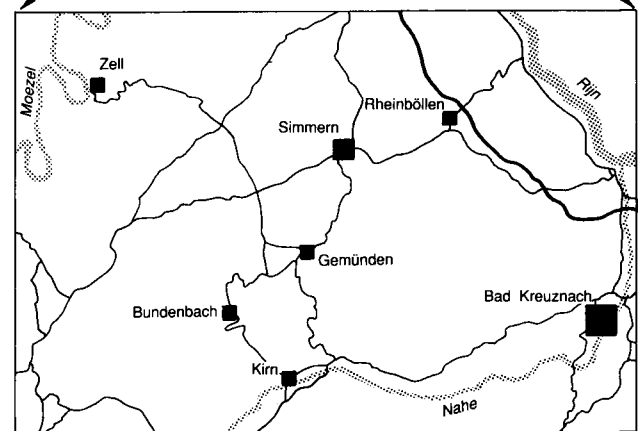 Zell
Moezel
Rijn
Rheinböllen
Simmern
Gemünden
Bad Kreuznach
Bundenbach
Kirn
Nahe